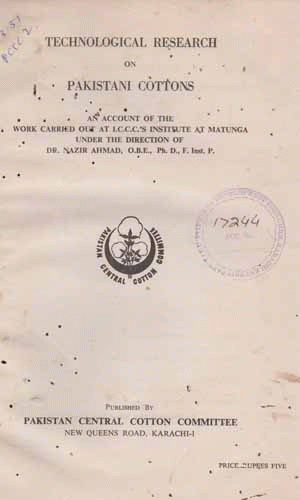 TECHNOLOGICAL RESEARCH
ON
PAKISTANI COTTONS
AN ACCOUNT OF THE
WORK CARRIED OUT AT I.C.C.C.'S INSTITUTE AT MATUNGA
UNDER THE DIRECTION OF
DR. NAZIR AHMAD, O.B.E., Ph. D., F. Inst. P.
17244
PAKISTAN CENTRAL COTTON COMMITTEE
PUBLISHED BY
PAKISTAN CENTRAL COTTON COMMITTEE
NEW QUEENS ROAD, KARACHI-1
PRICE RUPEES FIVE